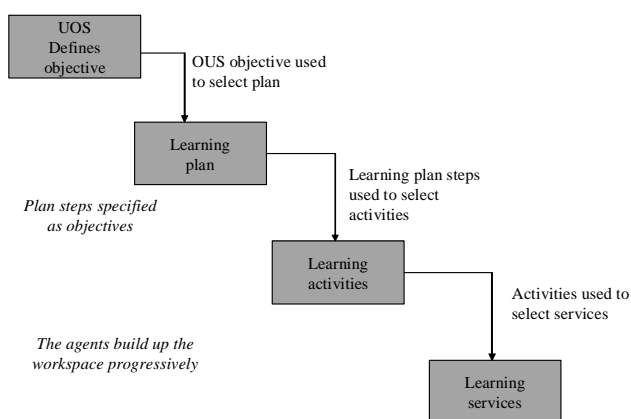 UOS
Defines
objective
OUS objective used
to select plan
Learning
plan
Learning plan steps
used to select
activities
Plan steps specified
as objectives
Learning
activities
Activities used to
select services
The agents build up the
workspace progressively
Learning
services